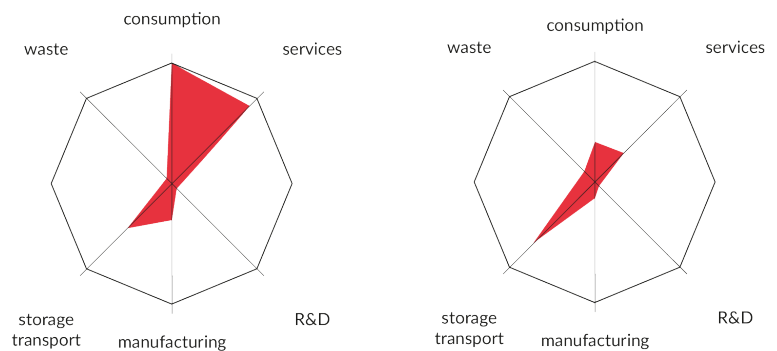 consumption
waste
services
storage
transport
manufacturing
R&D
consumption
waste
services
storage
transport
manufacturing
R&D